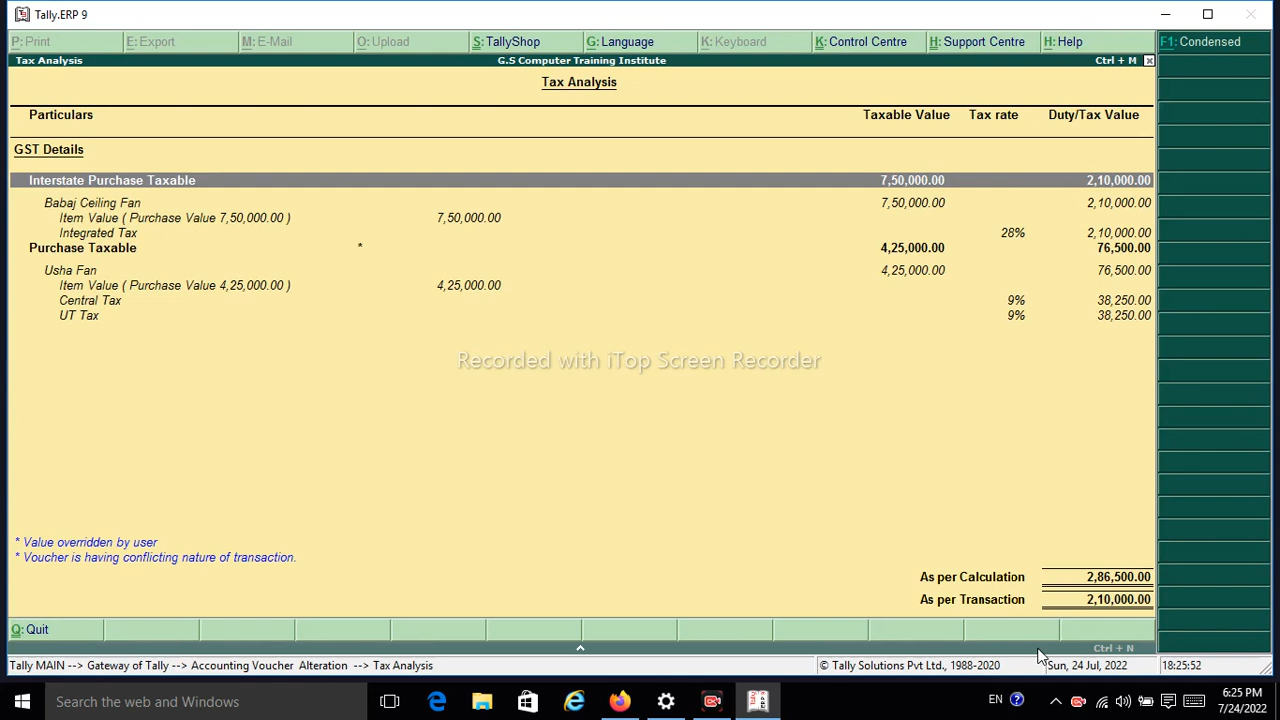 Tally.ERP 9
P: Print E: Export M: E-Mail O: Upload S: TallyShop G: Language K: Keyboard K: Control Centre H: Support Centre H: Help F1: Condensed
Tax Analysis G.S Computer Training Institute Ctrl + M
Tax Analysis
Particulars Taxable Value Tax rate Duty/Tax Value
GST Details
Interstate Purchase Taxable 7,50,000.00 2,10,000.00
Babaj Ceiling Fan 7,50,000.00 2,10,000.00
Item Value ( Purchase Value 7,50,000.00 ) 7,50,000.00
Integrated Tax 28% 2,10,000.00
Purchase Taxable * 4,25,000.00 76,500.00
Usha Fan 4,25,000.00 76,500.00
Item Value ( Purchase Value 4,25,000.00 ) 4,25,000.00
Central Tax 9% 38,250.00
UT Tax 9% 38,250.00
Recorded with iTop Screen Recorder
* Value overridden by user
* Voucher is having conflicting nature of transaction.
As per Calculation 2,86,500.00
As per Transaction 2,10,000.00
Q: Quit
Ctrl + N
Tally MAIN --> Gateway of Tally --> Accounting Voucher Alteration --> Tax Analysis © Tally Solutions Pvt Ltd., 1988-2020 Sun, 24 Jul, 2022 18:25:52
Search the web and Windows EN 6:25 PM
7/24/2022